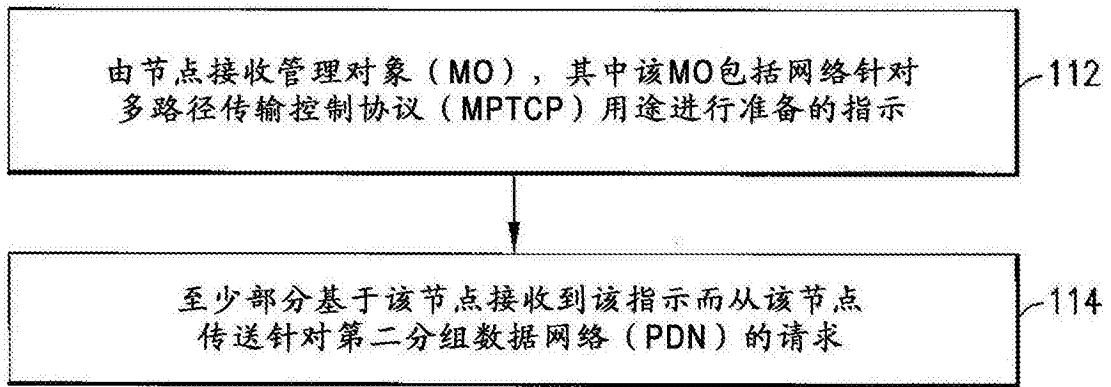 由节点接收管理对象（MO），其中该MO包括网络针对
多路径传输控制协议（MPTCP）用途进行准备的指示
112
至少部分基于该节点接收到该指示而从该节点
传送针对第二分组数据网络（PDN）的请求
114